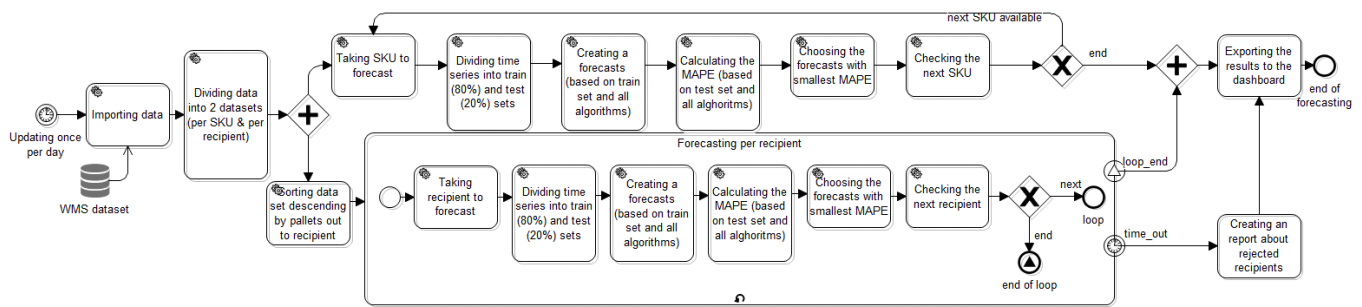 next SKU available
Taking SKU to
forecast
Dividing time
series into train
(80%) and test
(20%) sets
Creating a
forecasts
(based on train
set and all
algorithms)
Calculating the
MAPE (based
on test set and
all alghoritms)
Choosing the
forecasts with
smallest MAPE
Checking the
next SKU
end
Exporting the
results to the
dashboard
end of
forecasting
Updating once
per day
Importing data
WMS dataset
Dividing data
into 2 datasets
(per SKU & per
recipient)
Sorting data
set descending
by pallets out
to recipient
Forecasting per recipient
Taking
recipient to
forecast
Dividing time
series into train
(80%) and test
(20%) sets
Creating a
forecasts
(based on train
set and all
algorithms)
Calculating the
MAPE (based
on test set and
all alghoritms)
Choosing the
forecasts with
smallest MAPE
Checking the
next recipient
next
loop
end
end of loop
loop_end
time_out
Creating an
report about
rejected
recipients